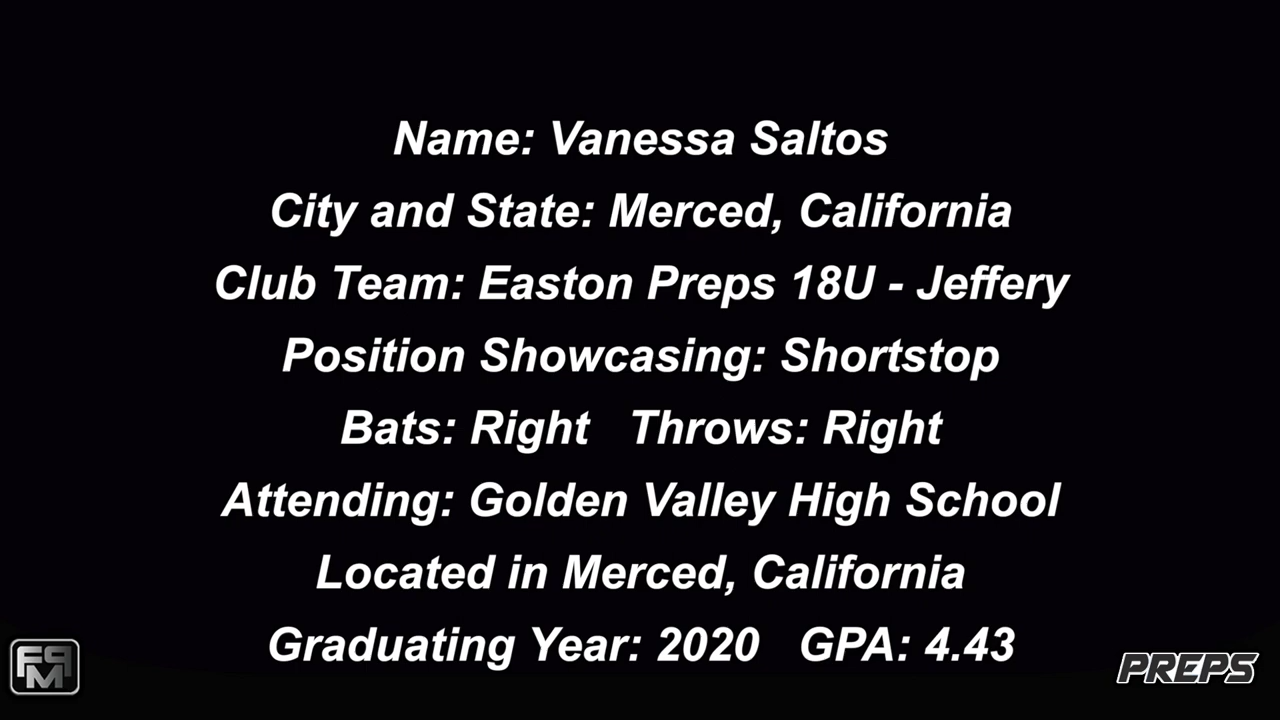 Name: Vanessa Saltos
City and State: Merced, California
Club Team: Easton Preps 18U - Jeffery
Position Showcasing: Shortstop
Bats: Right   Throws: Right
Attending: Golden Valley High School
Located in Merced, California
Graduating Year: 2020   GPA: 4.43
FPM
PREPS